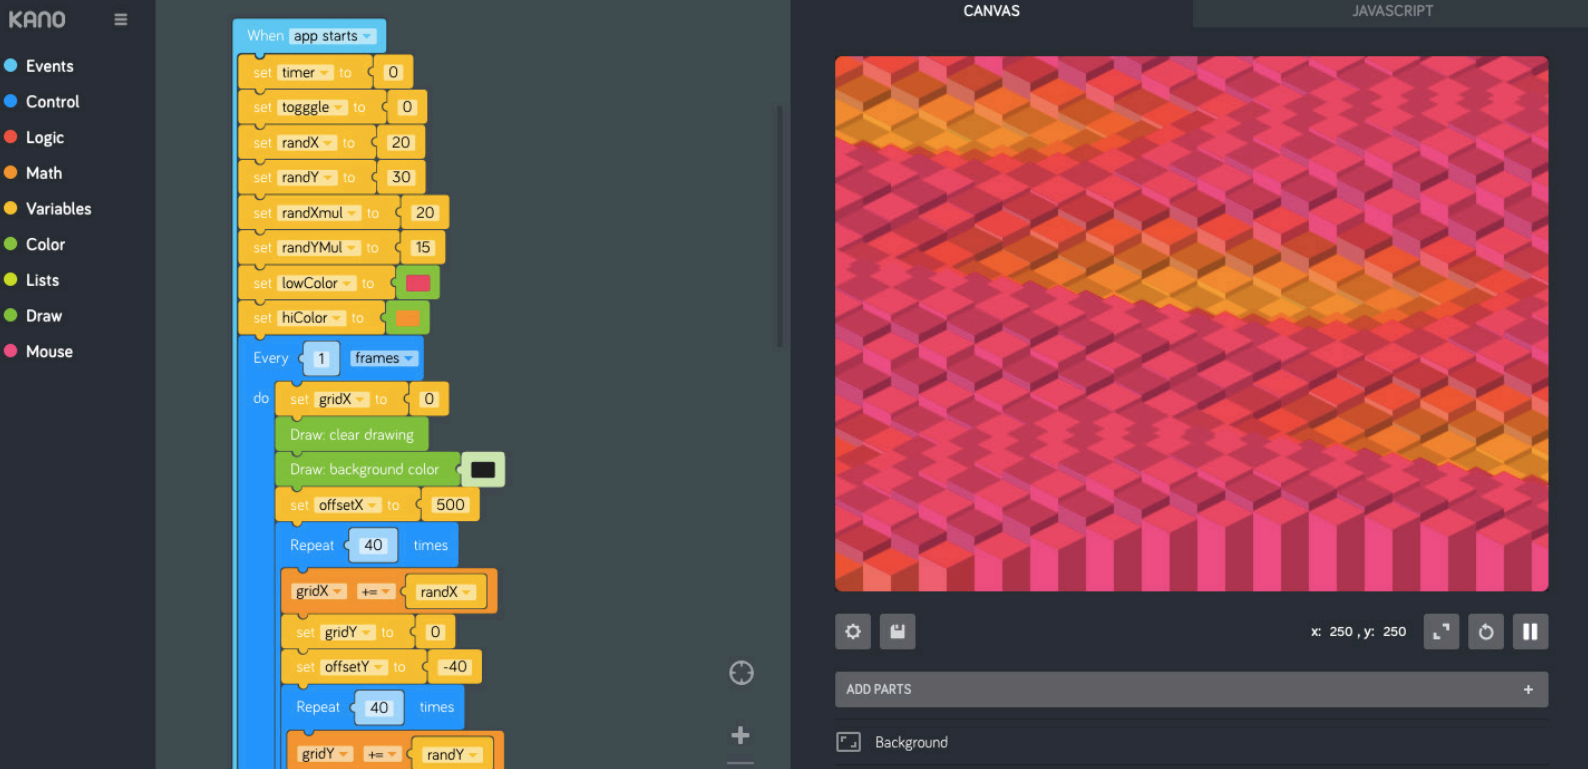 KANO
Events
Control
Logic
Math
Variables
Color
Lists
Draw
Mouse
When app starts
set timer to 0
set togggle to 0
set randX to 20
set randY to 30
set randXmul to 20
set randYMul to 15
set lowColor to
set hiColor to
Every 1 frames
do set gridX to 0
Draw: clear drawing
Draw: background color
set offsetX to 500
Repeat 40 times
gridX += randX
set gridY to 0
set offsetY to -40
Repeat 40 times
gridY += randY
CANVAS
JAVASCRIPT
x: 250 , y: 250
ADD PARTS +
Background